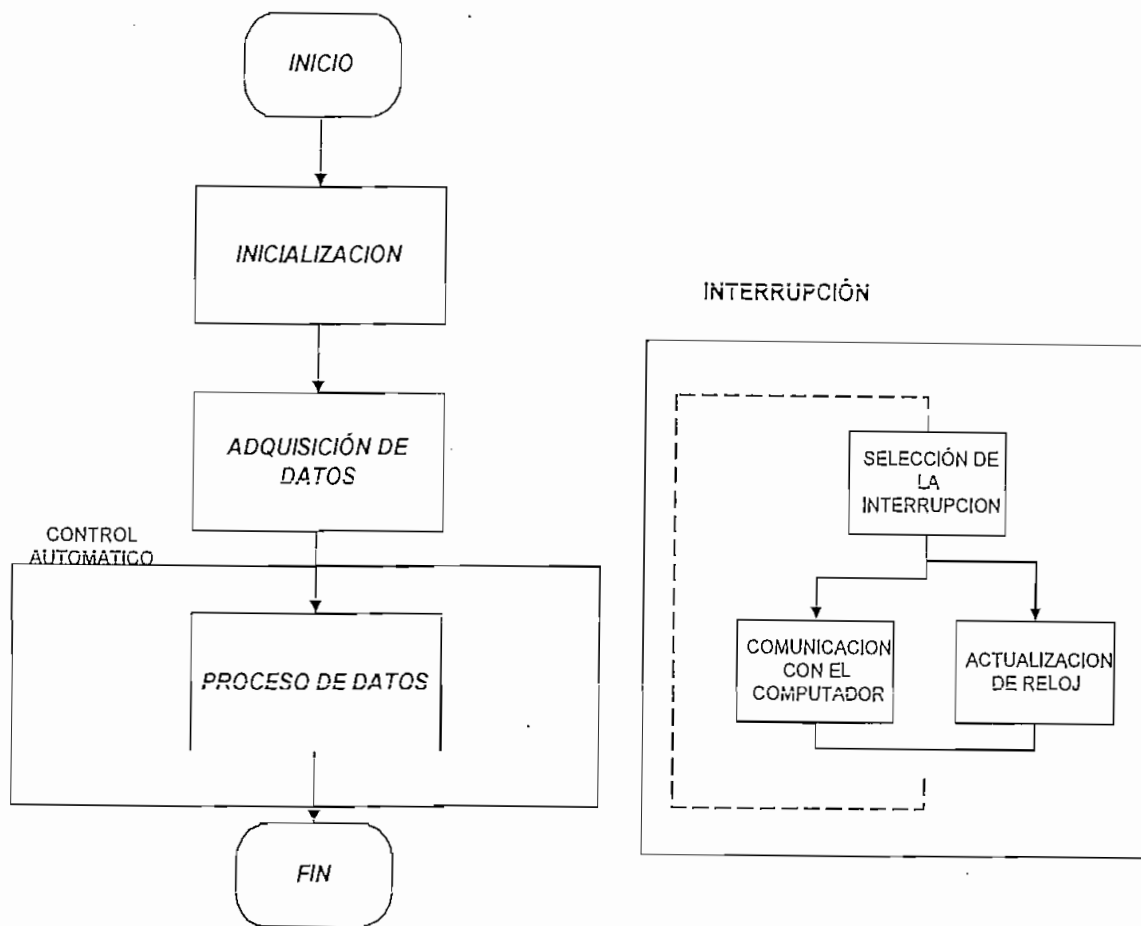 INICIO
INICIALIZACION
ADQUISICIÓN DE
DATOS
CONTROL
AUTOMATICO
PROCESO DE DATOS
FIN
INTERRUPCIÓN
SELECCIÓN DE
LA
INTERRUPCION
COMUNICACION
CON EL
COMPUTADOR
ACTUALIZACION
DE RELOJ